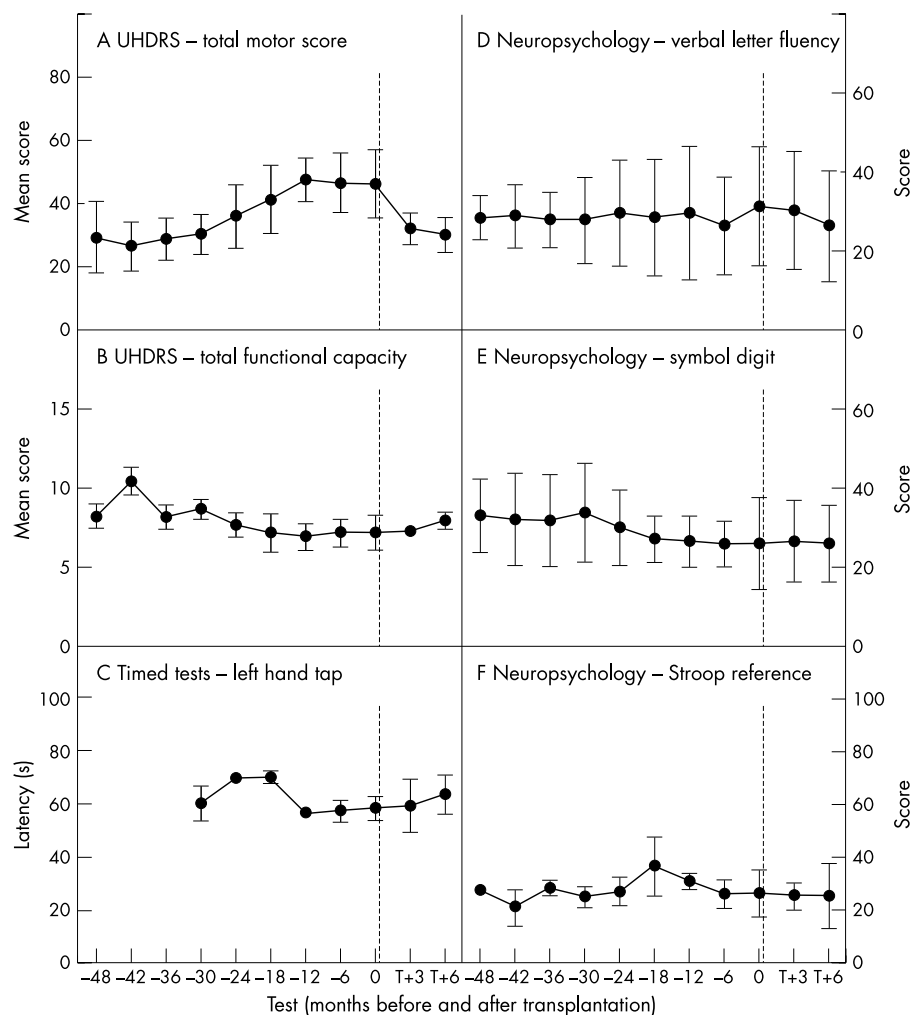 A UHDRS – total motor score
Mean score
80
60
40
20
0
D Neuropsychology – verbal letter fluency
60
40
20
0
Score
B UHDRS – total functional capacity
Mean score
15
10
5
0
E Neuropsychology – symbol digit
60
40
20
0
Score
C Timed tests – left hand tap
Latency (s)
100
80
60
40
20
0
F Neuropsychology – Stroop reference
100
80
60
40
20
0
Score
–48 –42 –36 –30 –24 –18 –12 –6 0 T+3 T+6
–48 –42 –36 –30 –24 –18 –12 –6 0 T+3 T+6
Test (months before and after transplantation)